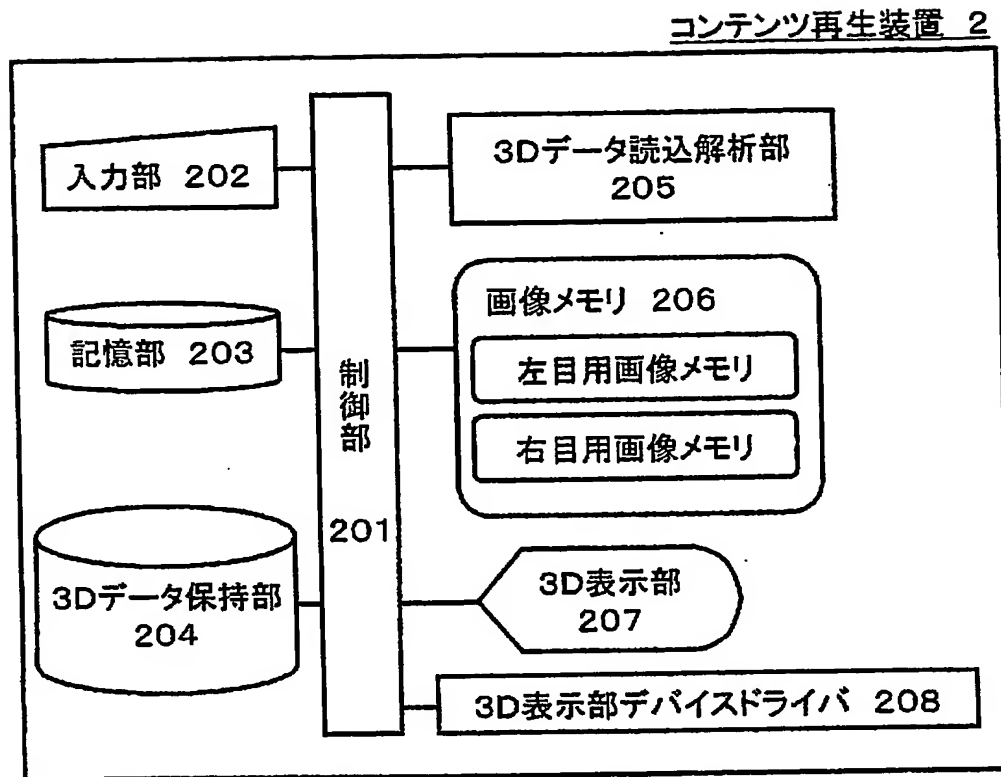 コンテンツ再生装置 2
入力部 202
3Dデータ読込解析部
205
記憶部 203
画像メモリ 206
左目用画像メモリ
右目用画像メモリ
制御部
201
3Dデータ保持部
204
3D表示部
207
3D表示部デバイスドライバ 208